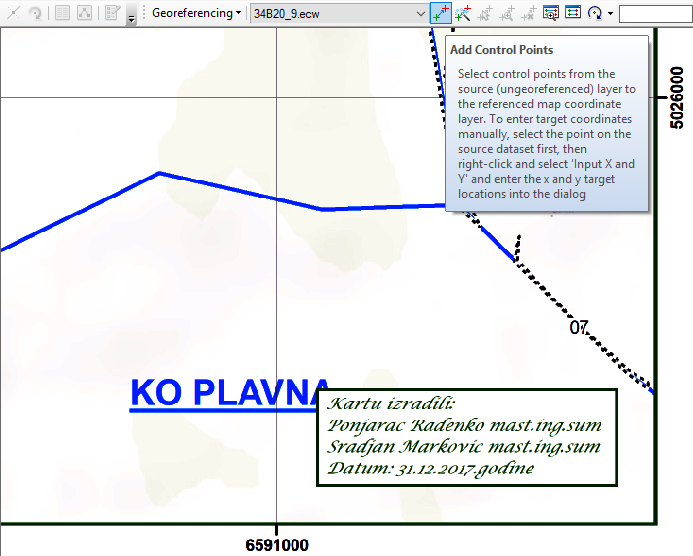 Georeferencing
34B20_9.ecw
Add Control Points
Select control points from the
source (ungeoreferenced) layer to
the referenced map coordinate
layer. To enter target coordinates
manually, select the point on the
source dataset first, then
right-click and select 'Input X and
Y' and enter the x and y target
locations into the dialog
5026000
07
KO PLAVNA
Kartu izradili:
Ponjarac Radenko mast.ing.sum
Sradjan Markovic mast.ing.sum
Datum: 31.12.2017.godine
6591000